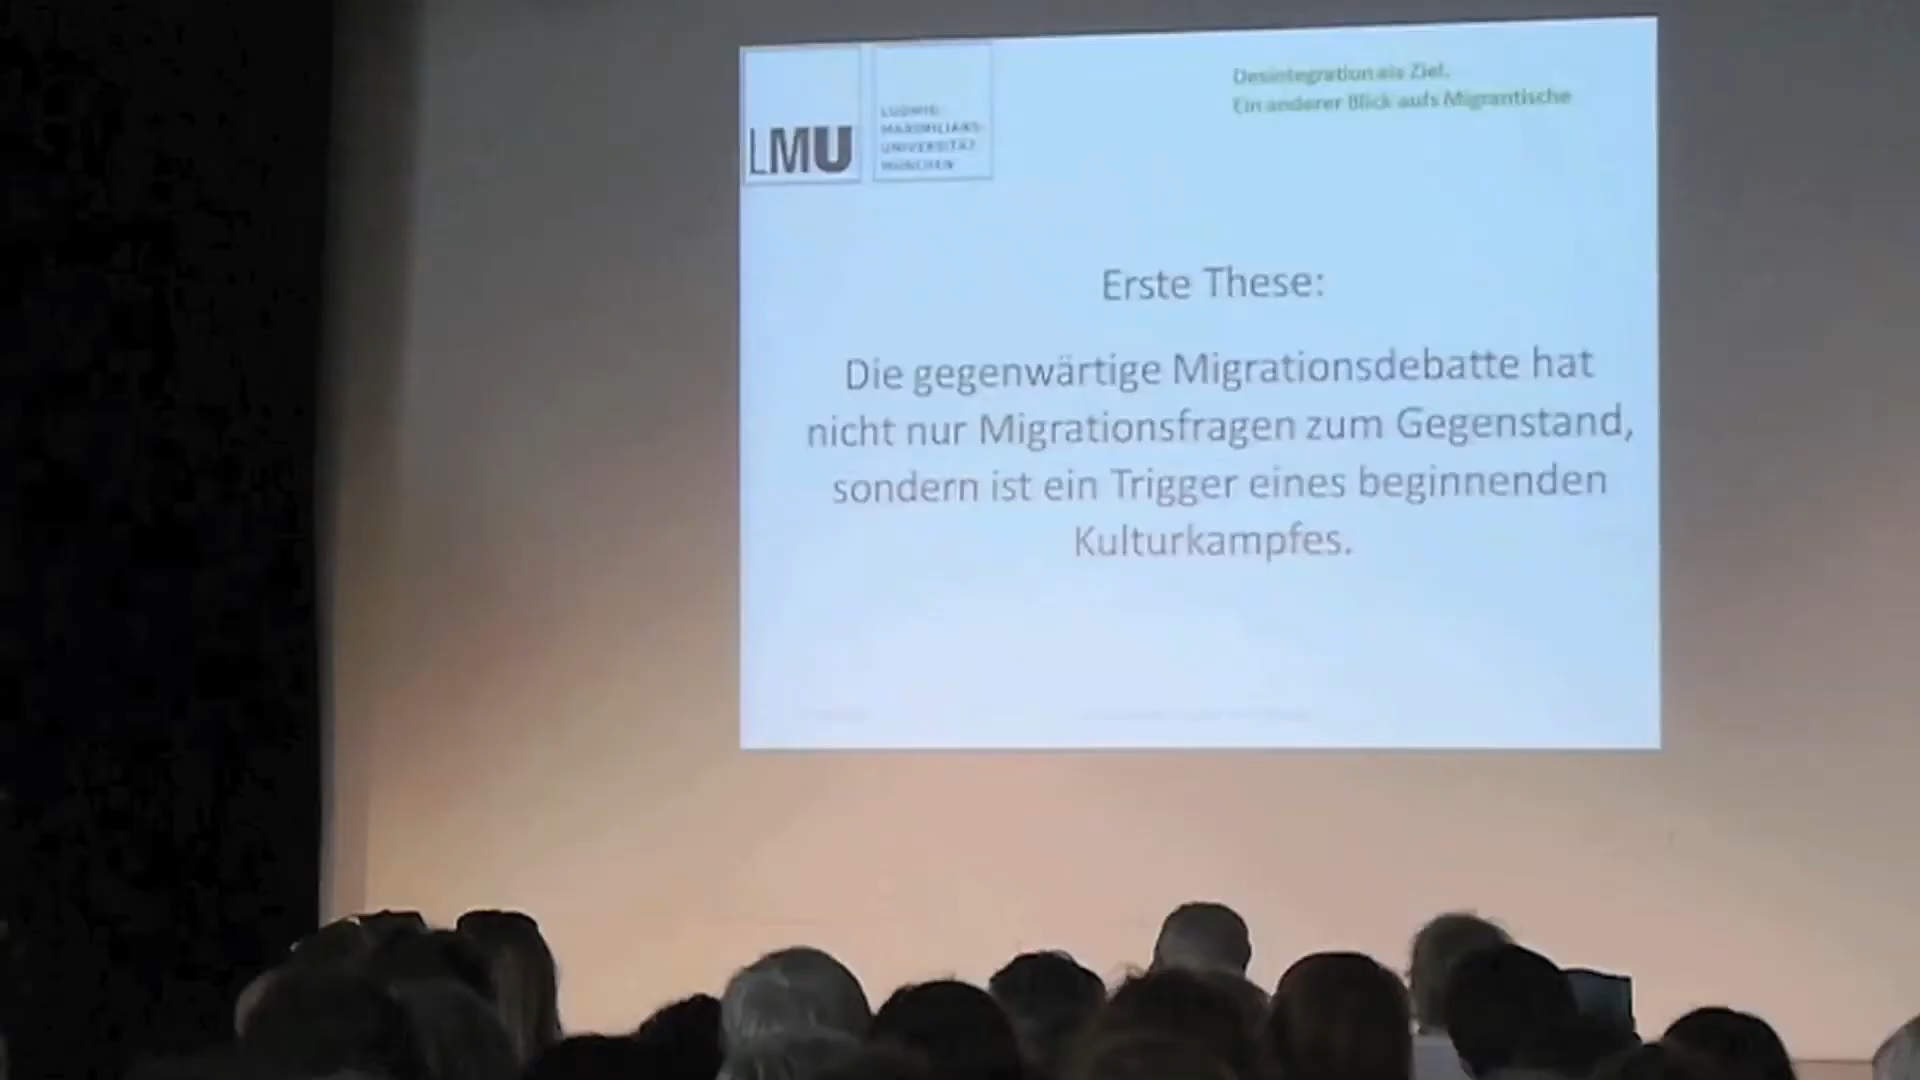 LMU
LUDWIG-
MAXIMILIANS-
UNIVERSITÄT
MÜNCHEN
Desintegration als Ziel.
Ein anderer Blick aufs Migrantische
Erste These:
Die gegenwärtige Migrationsdebatte hat
nicht nur Migrationsfragen zum Gegenstand,
sondern ist ein Trigger eines beginnenden
Kulturkampfes.